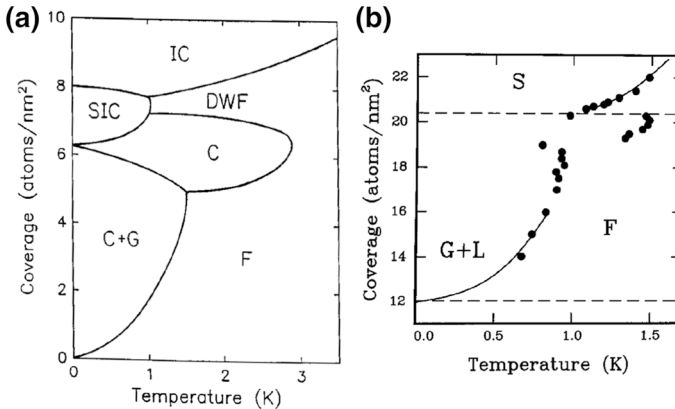 (a)
10
8
6
4
2
0
Coverage (atoms/nm²)
IC
DWF
SIC
C
C+G
F
0
1
2
3
Temperature (K)
(b)
22
20
18
16
14
12
Coverage (atoms/nm²)
S
G+L
F
0.0
0.5
1.0
1.5
Temperature (K)